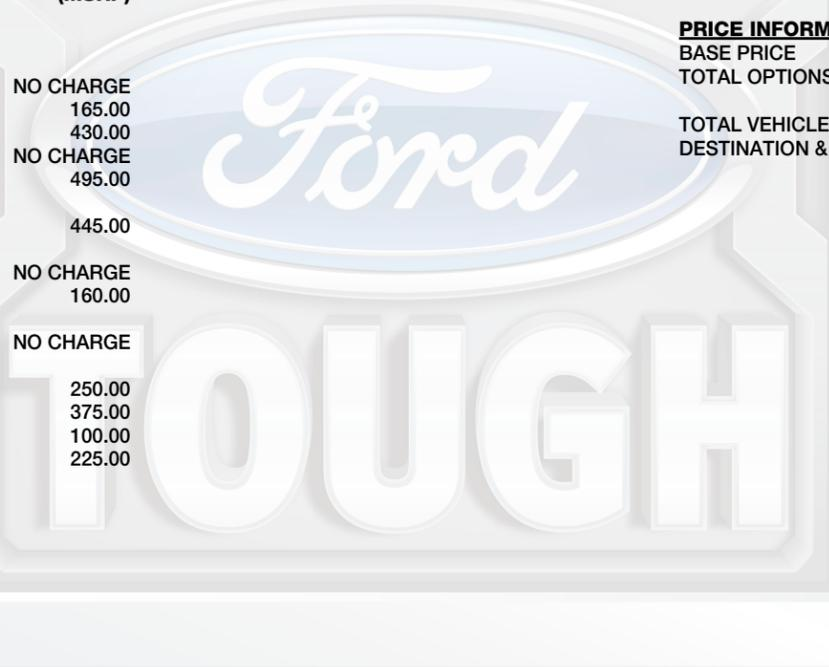 NO CHARGE
165.00
430.00
NO CHARGE
495.00
445.00
NO CHARGE
160.00
NO CHARGE
250.00
375.00
100.00
225.00
PRICE INFORM
BASE PRICE
TOTAL OPTIONS
TOTAL VEHICLE
DESTINATION &
Ford
TOUGH